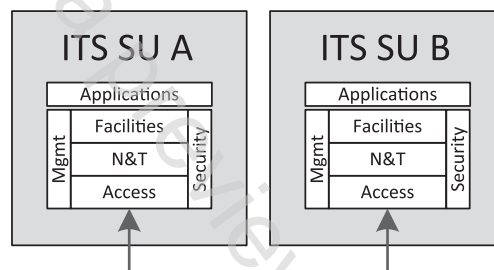 ITS SU A
Applications
Mgmt
Facilities
N&T
Access
Security
ITS SU B
Applications
Mgmt
Facilities
N&T
Access
Security